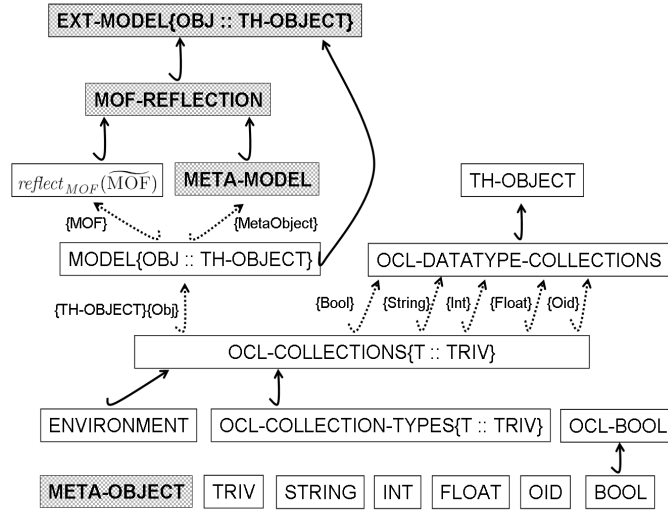 EXT-MODEL{OBJ :: TH-OBJECT}
MOF-REFLECTION
reflect_MOF(M͠OF)
META-MODEL
TH-OBJECT
{MOF}
{MetaObject}
MODEL{OBJ :: TH-OBJECT}
OCL-DATATYPE-COLLECTIONS
{TH-OBJECT}{Obj}
{Bool}
{String}
{Int}
{Float}
{Oid}
OCL-COLLECTIONS{T :: TRIV}
ENVIRONMENT
OCL-COLLECTION-TYPES{T :: TRIV}
OCL-BOOL
META-OBJECT
TRIV
STRING
INT
FLOAT
OID
BOOL